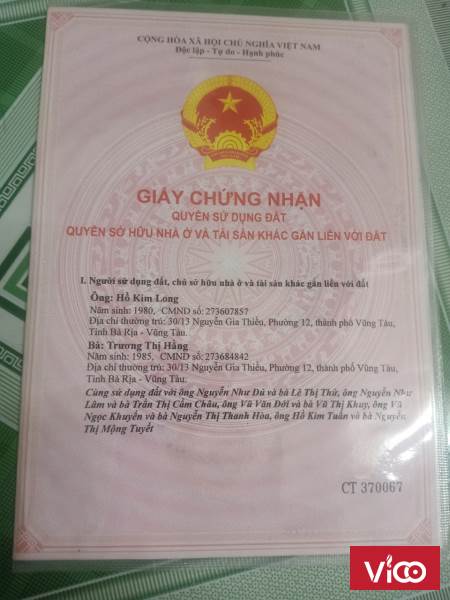 CỘNG HÒA XÃ HỘI CHỦ NGHĨA VIỆT NAM
Độc lập - Tự do - Hạnh phúc
GIẤY CHỨNG NHẬN
QUYỀN SỬ DỤNG ĐẤT
QUYỀN SỞ HỮU NHÀ Ở VÀ TÀI SẢN KHÁC GẮN LIỀN VỚI ĐẤT
I. Người sử dụng đất, chủ sở hữu nhà ở và tài sản khác gắn liền với đất
Ông: Hồ Kim Long
Năm sinh: 1980, CMND số: 273607857
Địa chỉ thường trú: 30/13 Nguyễn Gia Thiều, Phường 12, thành phố Vũng Tàu,
Tỉnh Bà Rịa - Vũng Tàu.
Bà: Trương Thị Hằng
Năm sinh: 1985, CMND số: 273684842
Địa chỉ thường trú: 30/13 Nguyễn Gia Thiều, Phường 12, thành phố Vũng Tàu,
Tỉnh Bà Rịa - Vũng Tàu.
Cùng sử dụng đất với ông Nguyễn Như Dủ và bà Lê Thị Thứ, ông Nguyễn Như
Lâm và bà Trần Thị Cẩm Châu, ông Vũ Văn Dởi và bà Vũ Thị Khuy, ông Vũ
Ngọc Khuyến và bà Nguyễn Thị Thanh Hòa, ông Hồ Kim Tuấn và bà Nguyễn
Thị Mộng Tuyết
CT 370067
Vico